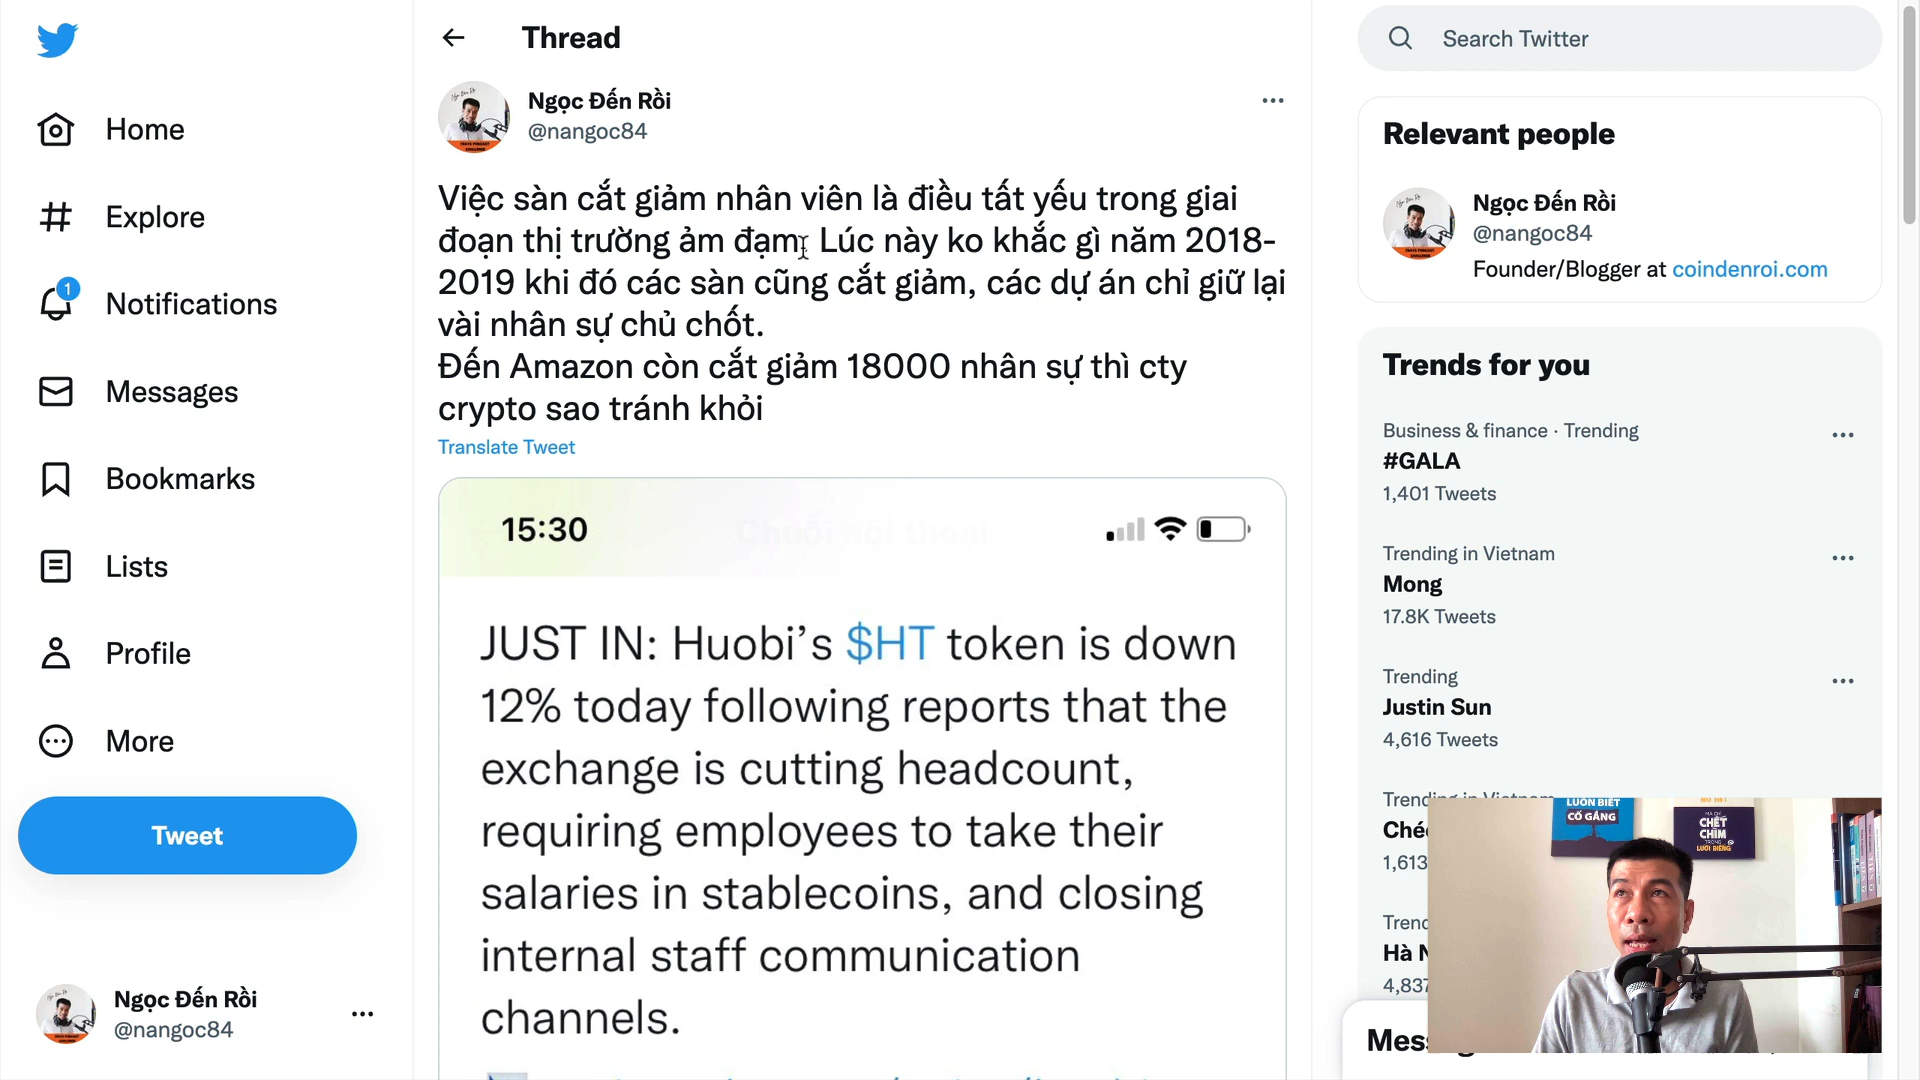 Home
Explore
1
Notifications
Messages
Bookmarks
Lists
Profile
More
Tweet
Ngọc Đến Rồi
@nangoc84
Thread
Ngọc Đến Rồi
@nangoc84
Việc sàn cắt giảm nhân viên là điều tất yếu trong giai
đoạn thị trường ảm đạm. Lúc này ko khắc gì năm 2018-
2019 khi đó các sàn cũng cắt giảm, các dự án chỉ giữ lại
vài nhân sự chủ chốt.
Đến Amazon còn cắt giảm 18000 nhân sự thì cty
crypto sao tránh khỏi
Translate Tweet
15:30
Chuỗi hội thoại
JUST IN: Huobi’s $HT token is down
12% today following reports that the
exchange is cutting headcount,
requiring employees to take their
salaries in stablecoins, and closing
internal staff communication
channels.
Search Twitter
Relevant people
Ngọc Đến Rồi
@nangoc84
Founder/Blogger at coindenroi.com
Trends for you
Business & finance · Trending
#GALA
1,401 Tweets
Trending in Vietnam
Mong
17.8K Tweets
Trending
Justin Sun
4,616 Tweets
Trending in Vietnam
1,613
Hà N
4,837
LUÔN BIẾT
CỐ GẮNG
CHẾT
CHÌM
TRONG
LƯỜI BIẾNG